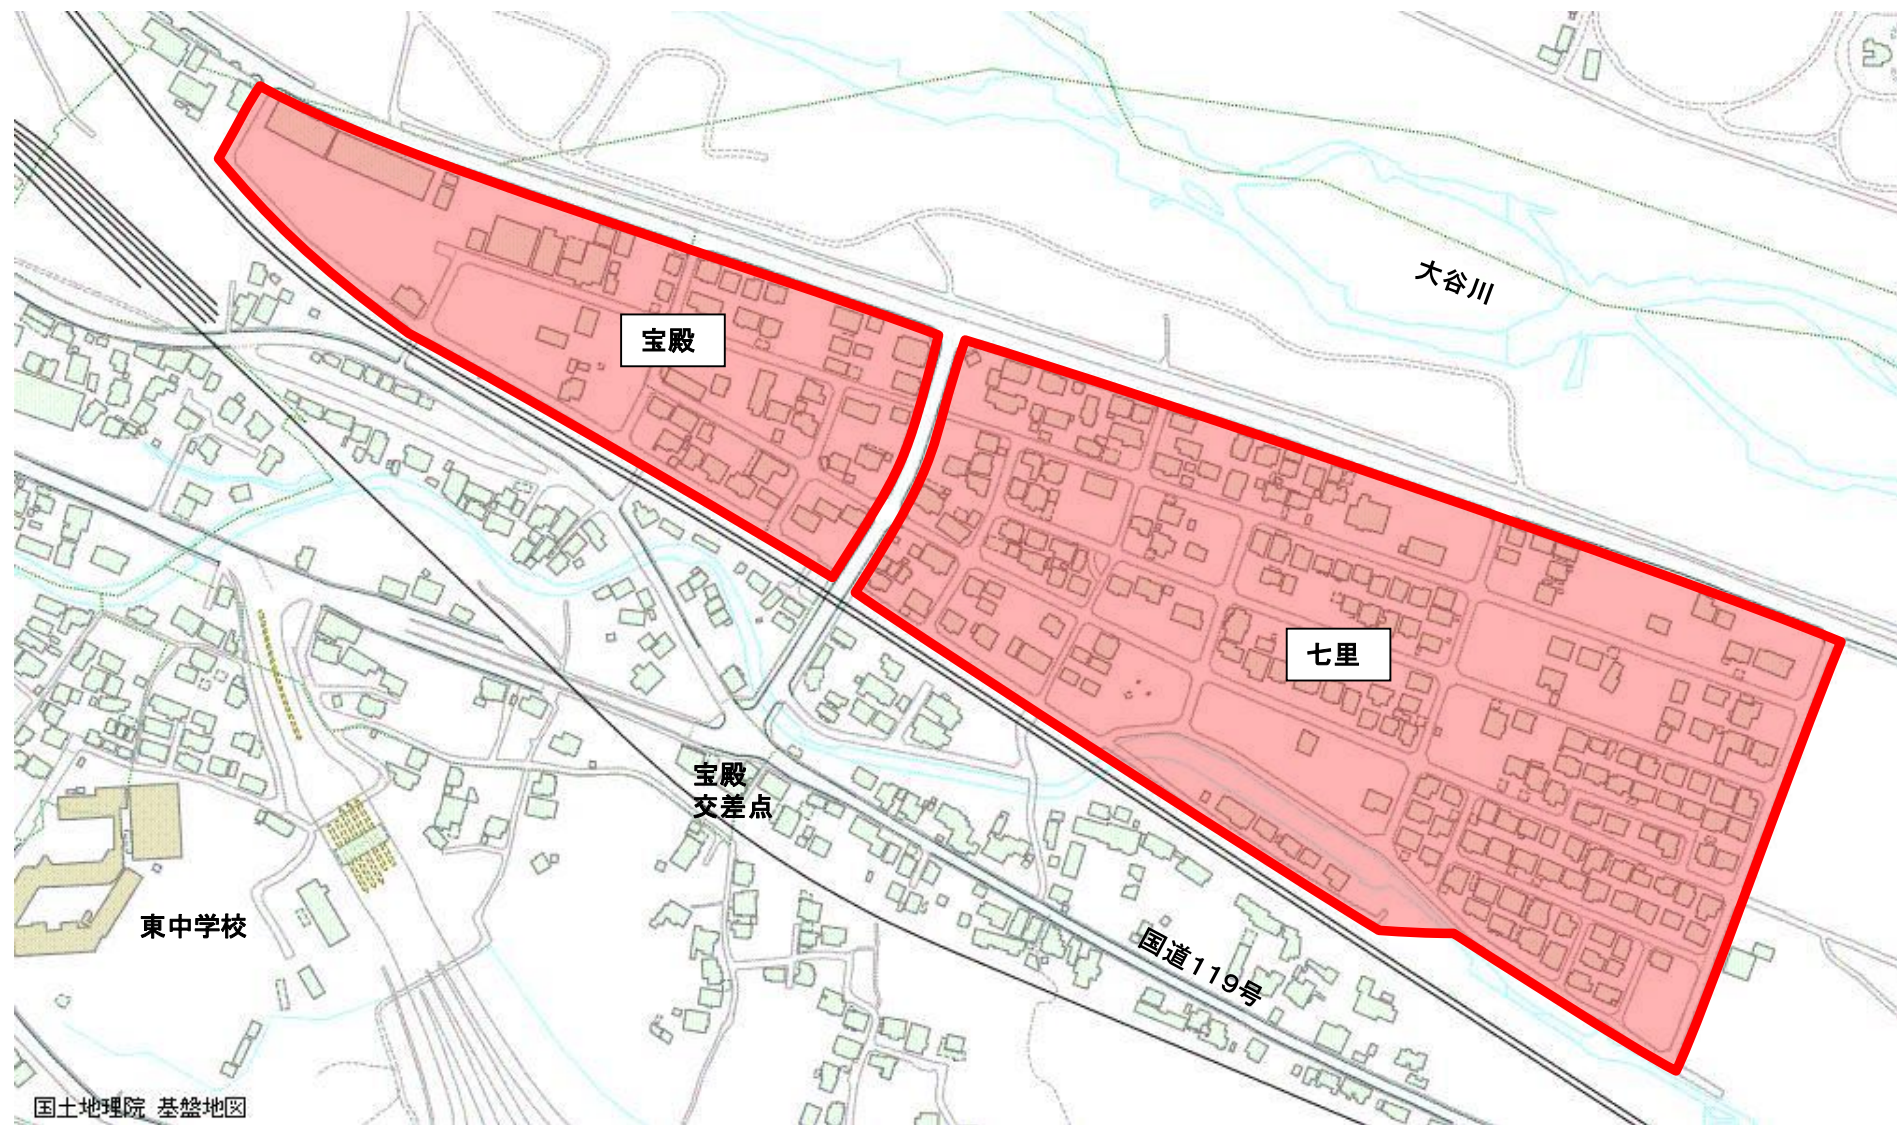 大谷川
宝殿
七里
宝殿
交差点
東中学校
国道119号
国土地理院 基盤地図